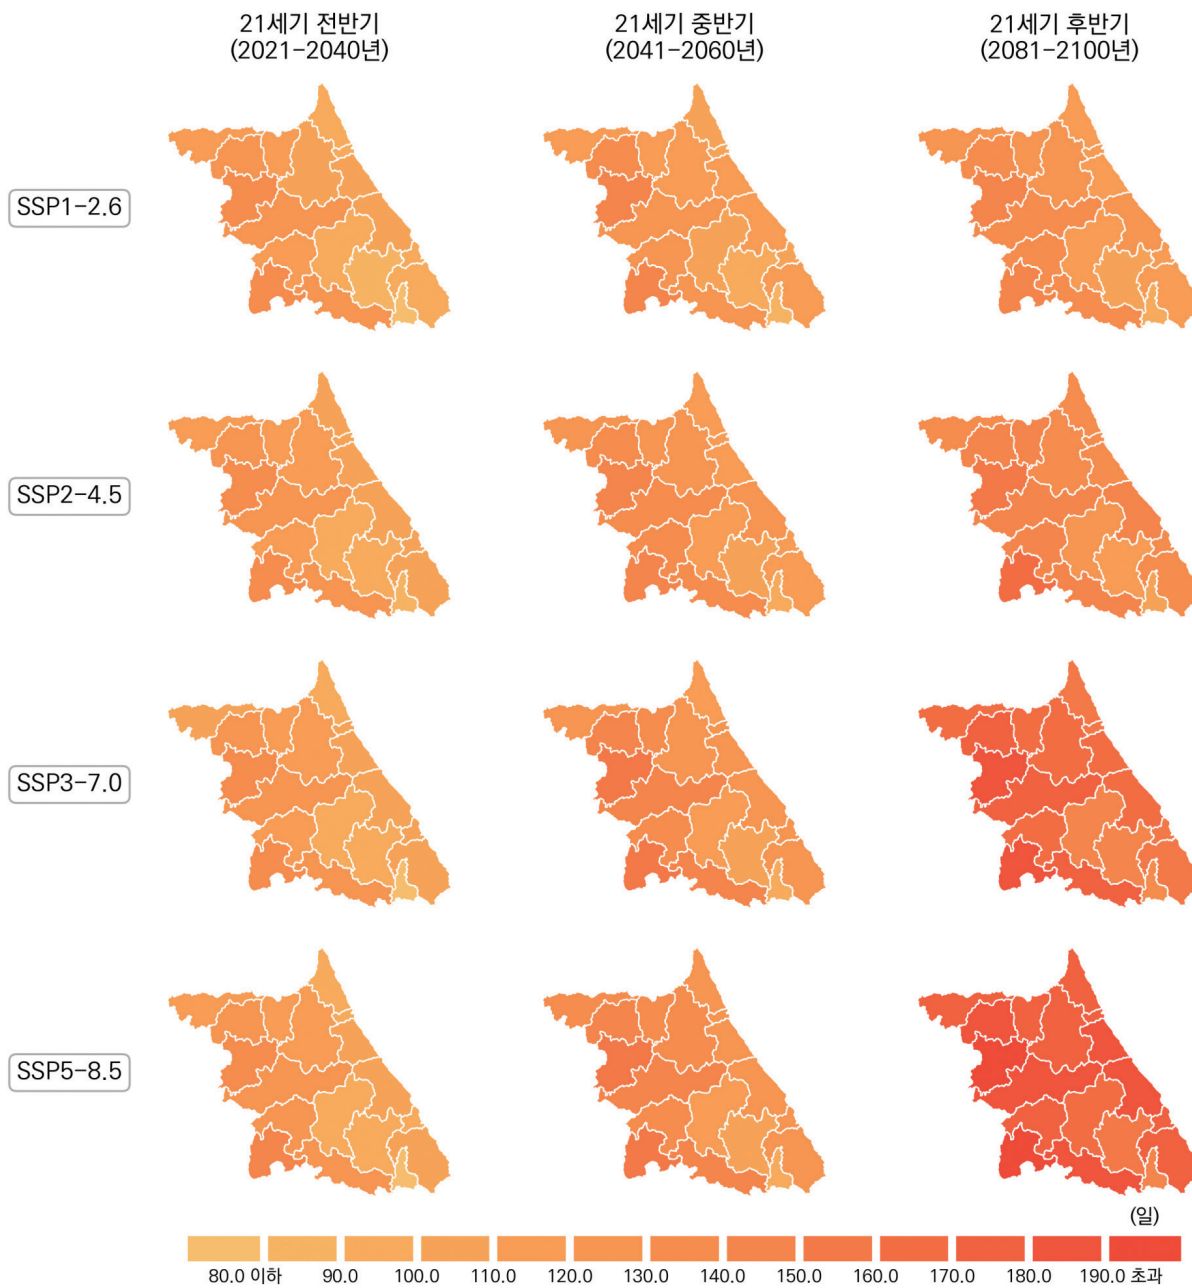 21세기 전반기
(2021-2040년)
21세기 중반기
(2041-2060년)
21세기 후반기
(2081-2100년)
SSP1-2.6
SSP2-4.5
SSP3-7.0
SSP5-8.5
(일)
80.0 이하 90.0 100.0 110.0 120.0 130.0 140.0 150.0 160.0 170.0 180.0 190.0 초과